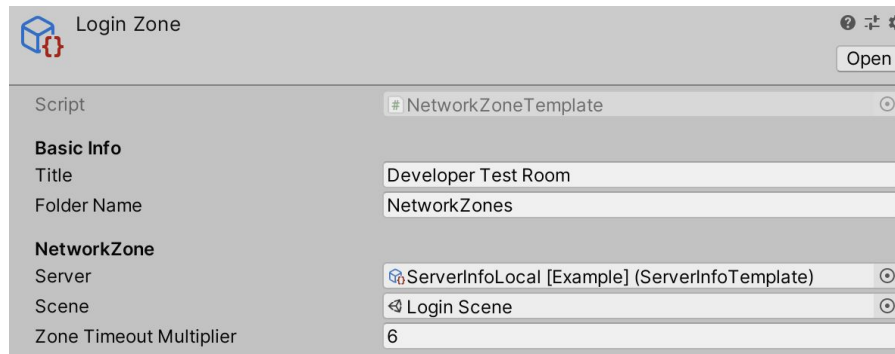 Login Zone
Open
Script # NetworkZoneTemplate
Basic Info
Title Developer Test Room
Folder Name NetworkZones
NetworkZone
Server ServerInfoLocal [Example] (ServerInfoTemplate)
Scene Login Scene
Zone Timeout Multiplier 6